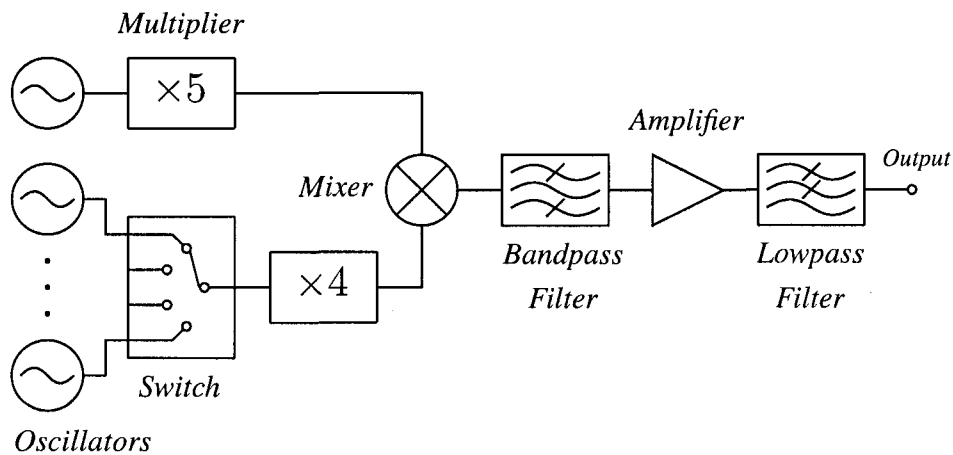 Multiplier
×5
Amplifier
Output
Mixer
×4
Bandpass
Filter
Lowpass
Filter
Switch
Oscillators